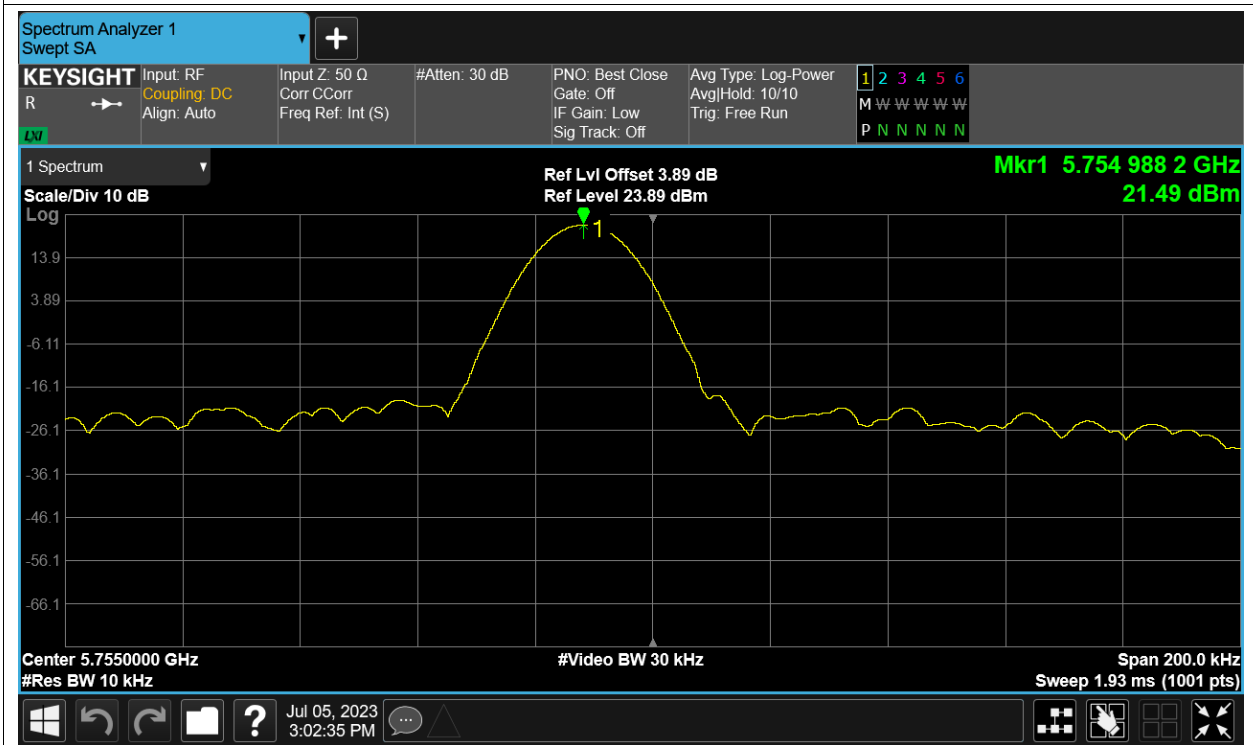 Spectrum Analyzer 1
Swept SA
+
KEYSIGHT
R
LXI
Input: RF
Coupling: DC
Align: Auto
Input Z: 50 Ω
Corr CCorr
Freq Ref: Int (S)
#Atten: 30 dB
PNO: Best Close
Gate: Off
IF Gain: Low
Sig Track: Off
Avg Type: Log-Power
Avg|Hold: 10/10
Trig: Free Run
1 2 3 4 5 6
M W W W W W
P N N N N N
1 Spectrum
Scale/Div 10 dB
Log
Ref Lvl Offset 3.89 dB
Ref Level 23.89 dBm
Mkr1 5.754 988 2 GHz
21.49 dBm
1
13.9
3.89
-6.11
-16.1
-26.1
-36.1
-46.1
-56.1
-66.1
Center 5.7550000 GHz
#Res BW 10 kHz
#Video BW 30 kHz
Span 200.0 kHz
Sweep 1.93 ms (1001 pts)
?
Jul 05, 2023
3:02:35 PM